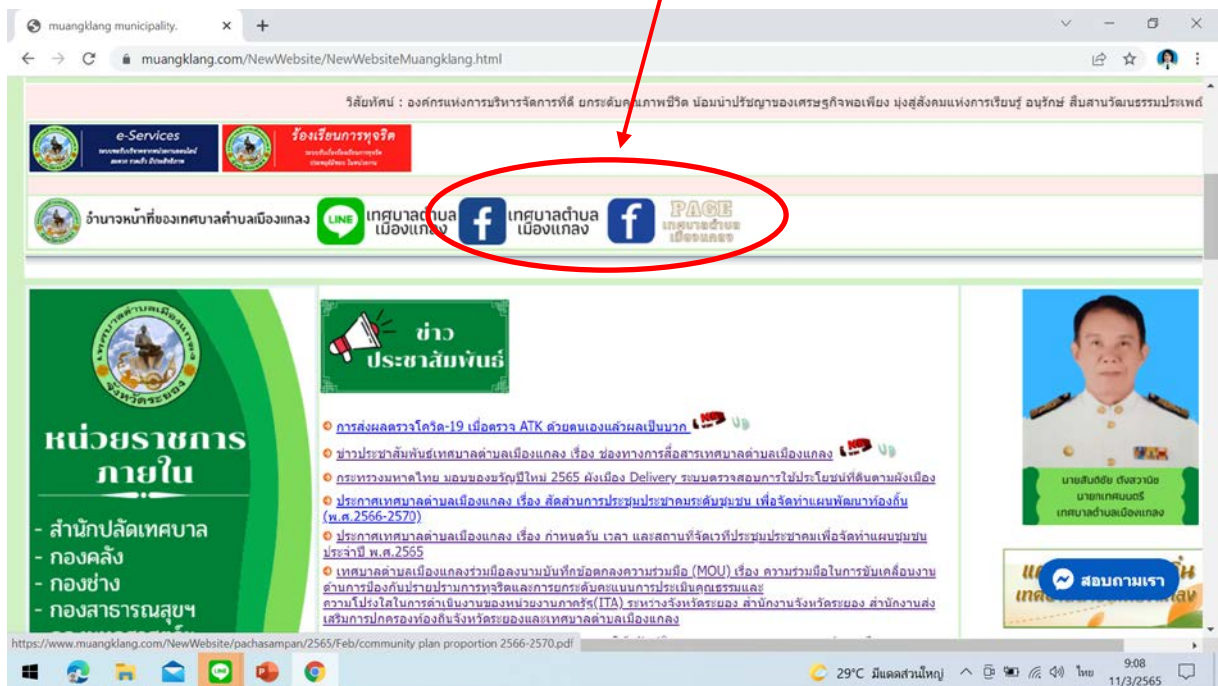 muangklang municipality.
muangklang.com/NewWebsite/NewWebsiteMuangklang.html
วิสัยทัศน์ : องค์กรแห่งการบริหารจัดการที่ดี ยกระดับคุณภาพชีวิต น้อมนำปรัชญาของเศรษฐกิจพอเพียง มุ่งสู่สังคมแห่งการเรียนรู้ อนุรักษ์ สืบสานวัฒนธรรมประเพณี
e-Services
ร้องเรียนการทุจริต
อำนาจหน้าที่ของเทศบาลตำบลเมืองแกลง
LINE
เทศบาลตำบล
เมืองแกลง
เทศบาลตำบล
เมืองแกลง
PAGE
เทศบาลตำบล
เมืองแกลง
เทศบาลตำบลเมืองแกลง
จังหวัดระยอง
หน่วยราชการ
ภายใน
- สำนักปลัดเทศบาล
- กองคลัง
- กองช่าง
- กองสาธารณสุขฯ
ข่าว
ประชาสัมพันธ์
การส่งผลตรวจโควิด-19 เมื่อตรวจ ATK ด้วยตนเองแล้วผลเป็นบวก
ข่าวประชาสัมพันธ์เทศบาลตำบลเมืองแกลง เรื่อง ช่องทางการสื่อสารเทศบาลตำบลเมืองแกลง
กระทรวงมหาดไทย มอบของขวัญปีใหม่ 2565 ผังเมือง Delivery ระบบตรวจสอบการใช้ประโยชน์ที่ดินตามผังเมือง
ประกาศเทศบาลตำบลเมืองแกลง เรื่อง สัดส่วนการประชุมประชาคมระดับชุมชน เพื่อจัดทำแผนพัฒนาท้องถิ่น
(พ.ศ.2566-2570)
ประกาศเทศบาลตำบลเมืองแกลง เรื่อง กำหนดวัน เวลา และสถานที่จัดเวทีประชุมประชาคมเพื่อจัดทำแผนชุมชน
ประจำปี พ.ศ.2565
เทศบาลตำบลเมืองแกลงร่วมมือลงนามบันทึกข้อตกลงความร่วมมือ (MOU) เรื่อง ความร่วมมือในการขับเคลื่อนงาน
ด้านการป้องกันปราบปรามการทุจริตและการยกระดับคะแนนการประเมินคุณธรรมและ
ความโปร่งใสในการดำเนินงานของหน่วยงานภาครัฐ(ITA) ระหว่างจังหวัดระยอง สำนักงานจังหวัดระยอง สำนักงานส่ง
เสริมการปกครองท้องถิ่นจังหวัดระยองและเทศบาลตำบลเมืองแกลง
นายสันติชัย ตังสวานิช
นายกเทศมนตรี
เทศบาลตำบลเมืองแกลง
สอบถามเรา
https://www.muangklang.com/NewWebsite/pachasampan/2565/Feb/community plan proportion 2566-2570.pdf
29°C มีแดดส่วนใหญ่
ไทย
9:08
11/3/2565